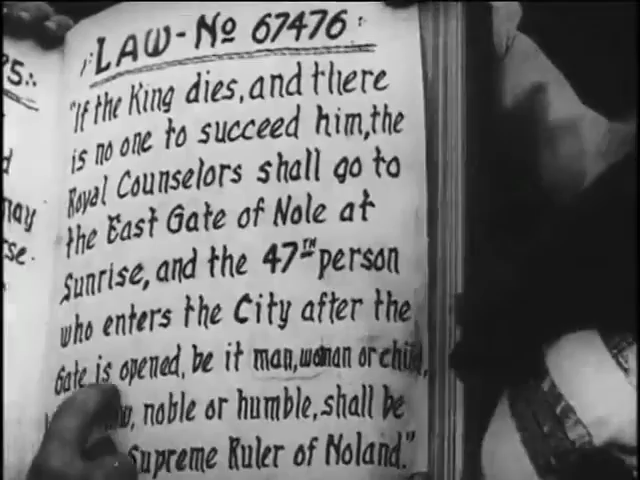 LAW - No 67476
"If the King dies, and there
is no one to succeed him, the
Royal Counselors shall go to
the East Gate of Nole at
Sunrise, and the 47TH person
who enters the City after the
Gate is opened, be it man, woman or child,
noble or humble, shall be
Supreme Ruler of Noland."
may